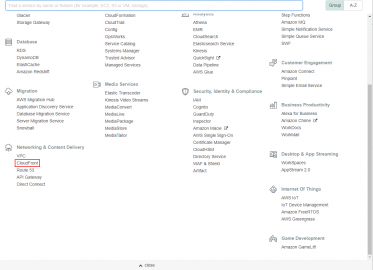 Find a service by name or feature (for example, EC2, S3 or VM, storage).
Group
A-Z
Glacier
Storage Gateway
Database
RDS
DynamoDB
ElastiCache
Amazon Redshift
Migration
AWS Migration Hub
Application Discovery Service
Database Migration Service
Server Migration Service
Snowball
Networking & Content Delivery
VPC
CloudFront
Route 53
API Gateway
Direct Connect
CloudFormation
CloudTrail
Config
OpsWorks
Service Catalog
Systems Manager
Trusted Advisor
Managed Services
Media Services
Elastic Transcoder
Kinesis Video Streams
MediaConvert
MediaLive
MediaPackage
MediaStore
MediaTailor
Analytics
Athena
EMR
CloudSearch
Elasticsearch Service
Kinesis
QuickSight
Data Pipeline
AWS Glue
Security, Identity & Compliance
IAM
Cognito
GuardDuty
Inspector
Amazon Macie
AWS Single Sign-On
Certificate Manager
CloudHSM
Directory Service
WAF & Shield
Artifact
Step Functions
Amazon MQ
Simple Notification Service
Simple Queue Service
SWF
Customer Engagement
Amazon Connect
Pinpoint
Simple Email Service
Business Productivity
Alexa for Business
Amazon Chime
WorkDocs
WorkMail
Desktop & App Streaming
WorkSpaces
AppStream 2.0
Internet Of Things
AWS IoT
IoT Device Management
Amazon FreeRTOS
AWS Greengrass
Game Development
Amazon GameLift
close